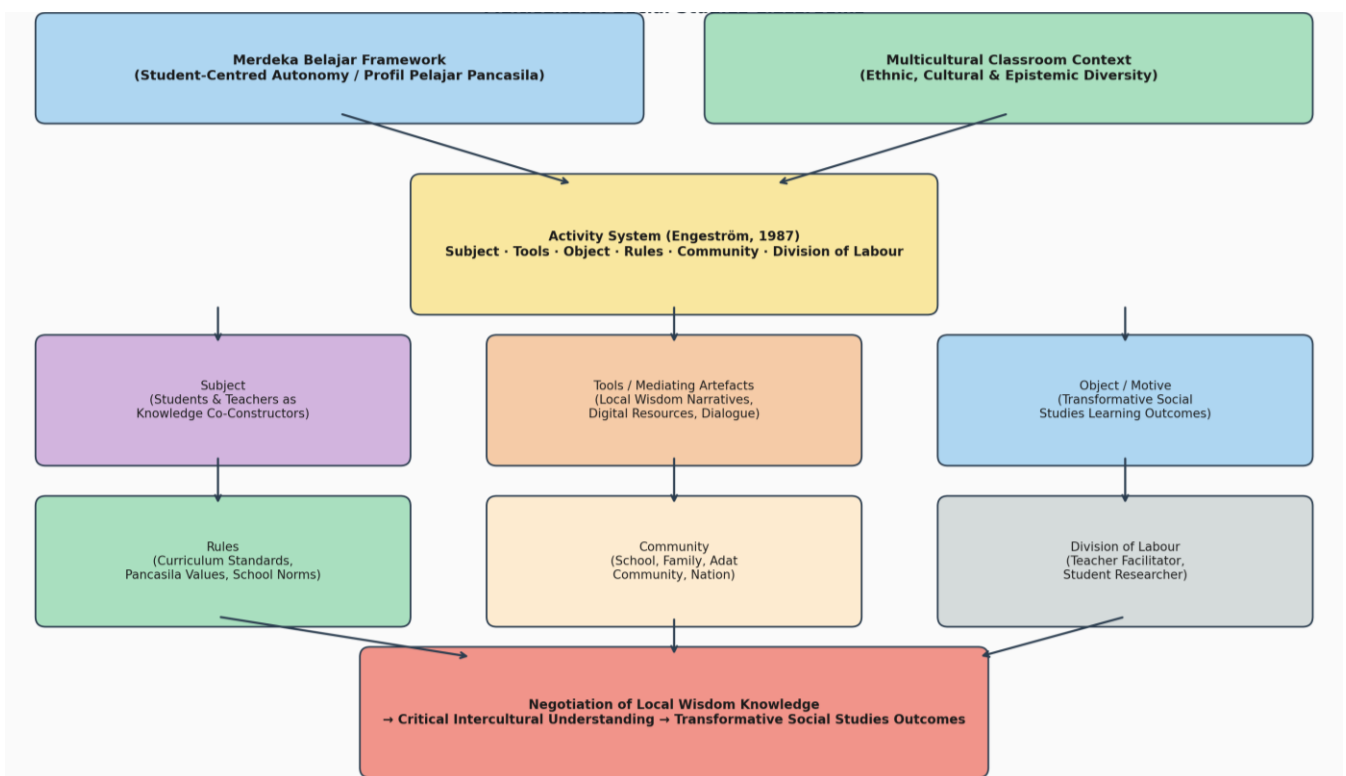 Merdeka Belajar Framework
(Student-Centred Autonomy / Profil Pelajar Pancasila)
Multicultural Classroom Context
(Ethnic, Cultural & Epistemic Diversity)
Activity System (Engeström, 1987)
Subject · Tools · Object · Rules · Community · Division of Labour
Subject
(Students & Teachers as
Knowledge Co-Constructors)
Tools / Mediating Artefacts
(Local Wisdom Narratives,
Digital Resources, Dialogue)
Object / Motive
(Transformative Social
Studies Learning Outcomes)
Rules
(Curriculum Standards,
Pancasila Values, School Norms)
Community
(School, Family, Adat
Community, Nation)
Division of Labour
(Teacher Facilitator,
Student Researcher)
Negotiation of Local Wisdom Knowledge
→ Critical Intercultural Understanding → Transformative Social Studies Outcomes